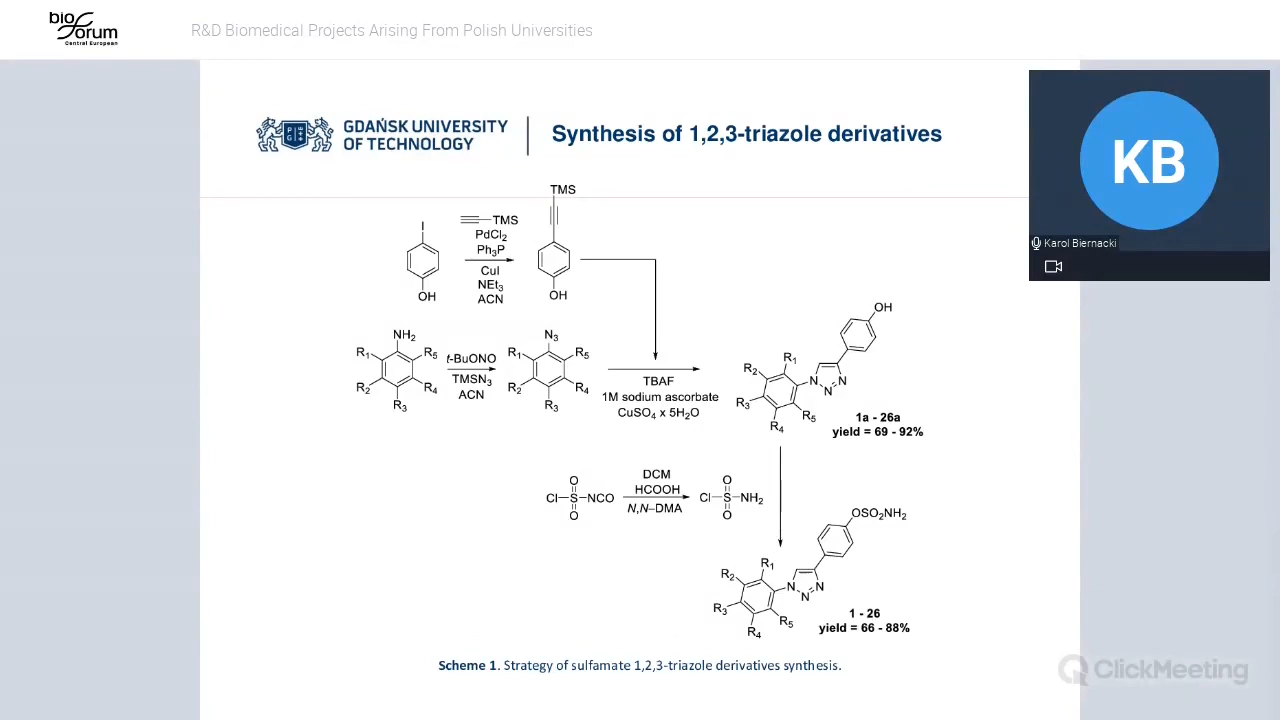 bio
forum
Central European
R&D Biomedical Projects Arising From Polish Universities
GDAŃSK UNIVERSITY
OF TECHNOLOGY
Synthesis of 1,2,3-triazole derivatives
KB
Karol Biernacki
TMS
I
OH
TMS
PdCl₂
Ph₃P
CuI
NEt₃
ACN
OH
NH₂
R₁
R₅
R₂
R₄
R₃
t-BuONO
TMSN₃
ACN
N₃
R₁
R₅
R₂
R₄
R₃
TBAF
1M sodium ascorbate
CuSO₄ x 5H₂O
OH
R₁
R₂
R₃
R₄
R₅
N
N
N
1a - 26a
yield = 69 - 92%
O
Cl S NCO
O
DCM
HCOOH
N,N–DMA
O
Cl S NH₂
O
OSO₂NH₂
R₁
R₂
R₃
R₄
R₅
N
N
N
1 - 26
yield = 66 - 88%
Scheme 1. Strategy of sulfamate 1,2,3-triazole derivatives synthesis.
ClickMeeting